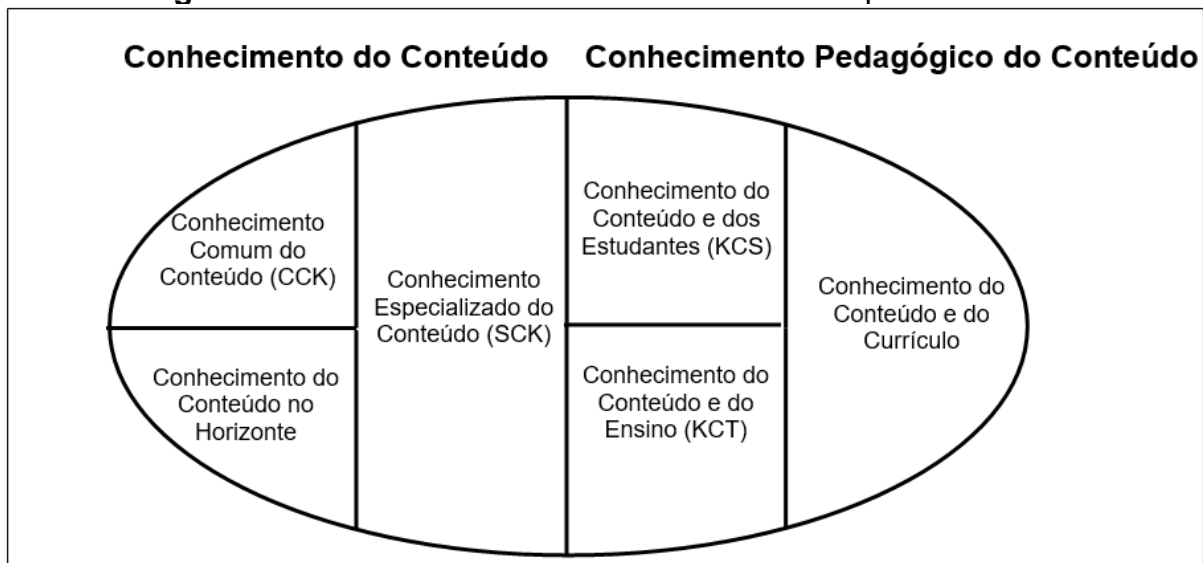 Conhecimento do Conteúdo
Conhecimento Pedagógico do Conteúdo
Conhecimento
Comum do
Conteúdo (CCK)
Conhecimento do
Conteúdo no
Horizonte
Conhecimento
Especializado do
Conteúdo (SCK)
Conhecimento do
Conteúdo e dos
Estudantes (KCS)
Conhecimento do
Conteúdo e do
Ensino (KCT)
Conhecimento do
Conteúdo e do
Currículo